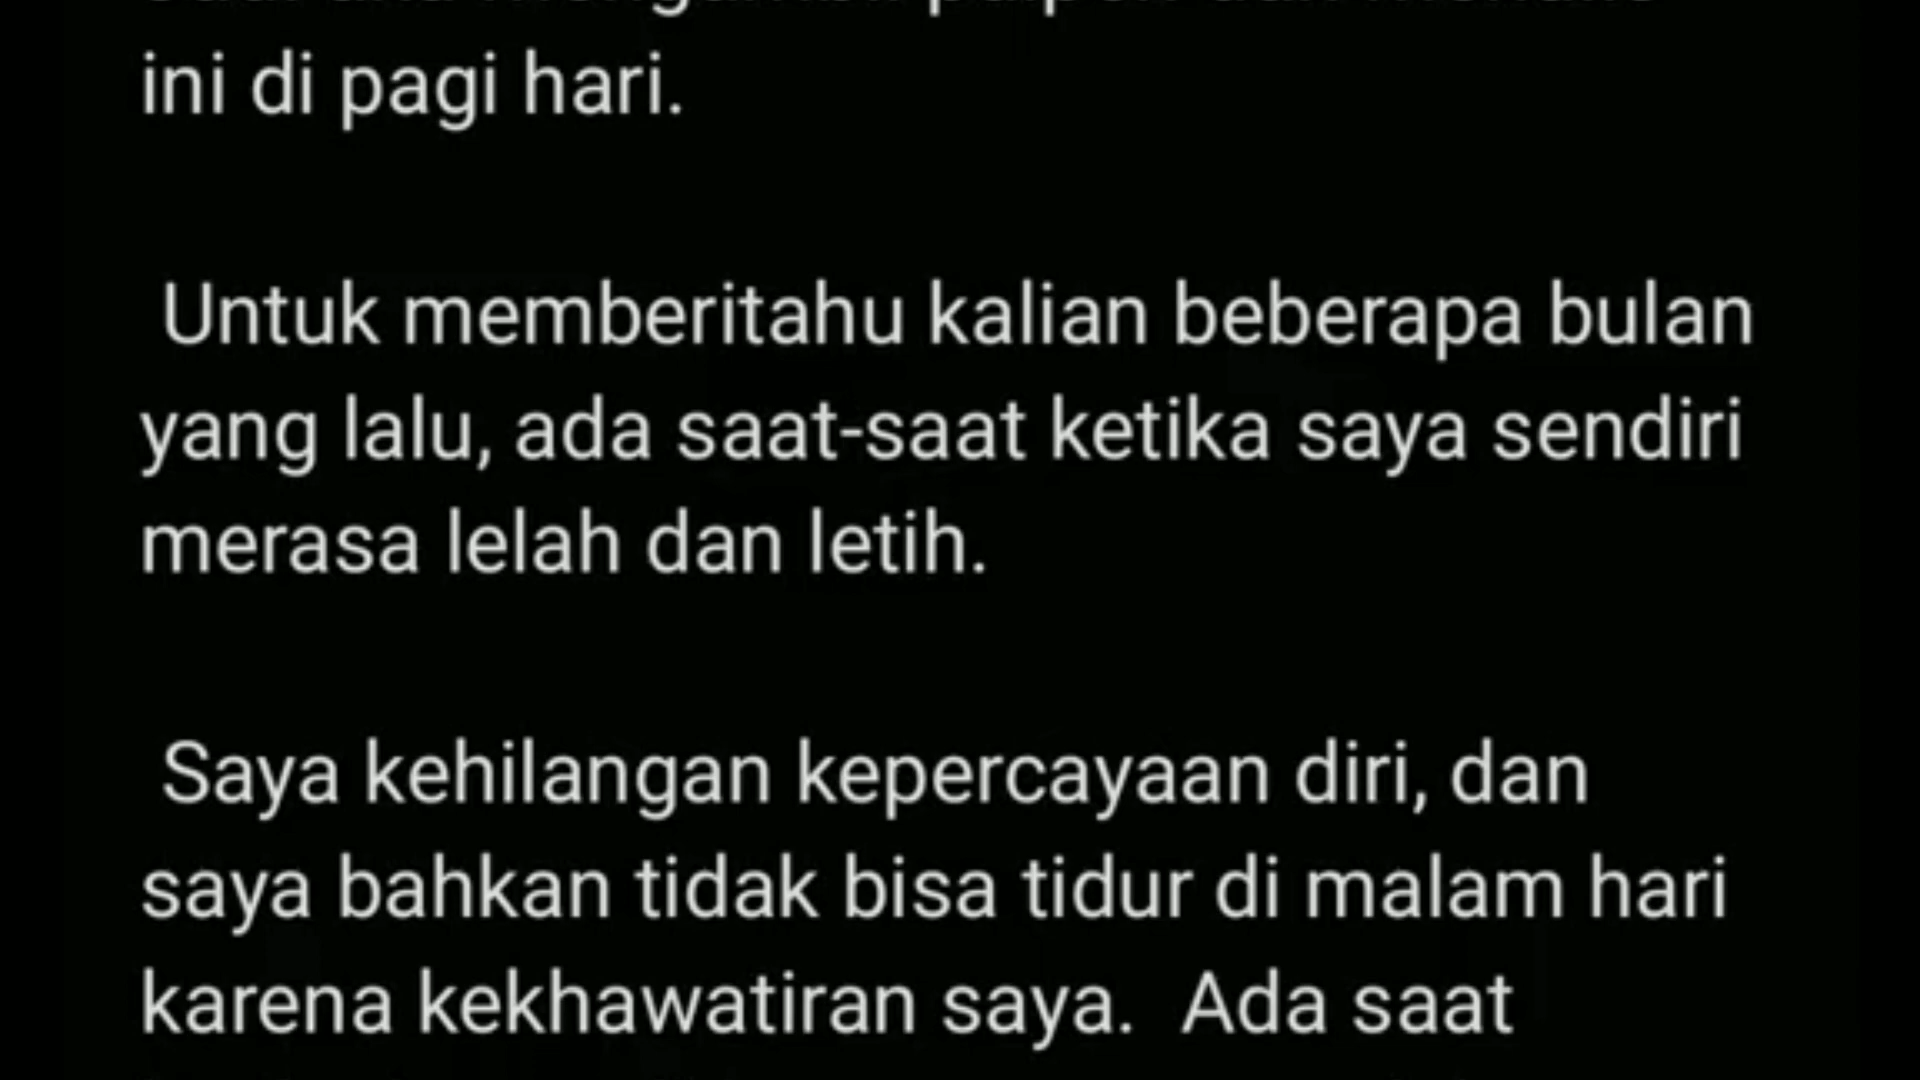 ini di pagi hari.
Untuk memberitahu kalian beberapa bulan
yang lalu, ada saat-saat ketika saya sendiri
merasa lelah dan letih.
Saya kehilangan kepercayaan diri, dan
saya bahkan tidak bisa tidur di malam hari
karena kekhawatiran saya. Ada saat